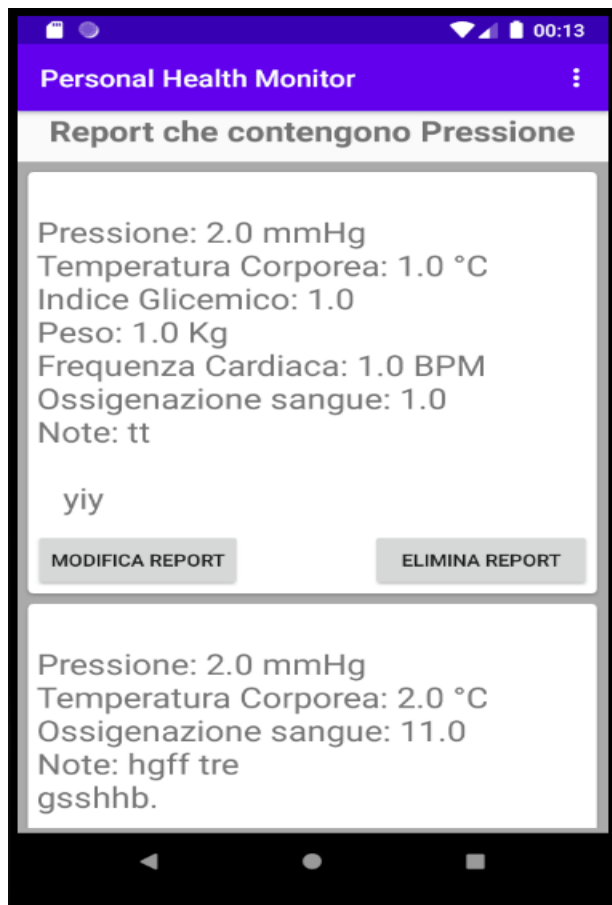 00:13
Personal Health Monitor
Report che contengono Pressione
Pressione: 2.0 mmHg
Temperatura Corporea: 1.0 °C
Indice Glicemico: 1.0
Peso: 1.0 Kg
Frequenza Cardiaca: 1.0 BPM
Ossigenazione sangue: 1.0
Note: tt
yiy
MODIFICA REPORT ELIMINA REPORT
Pressione: 2.0 mmHg
Temperatura Corporea: 2.0 °C
Ossigenazione sangue: 11.0
Note: hgff tre
gsshhb.